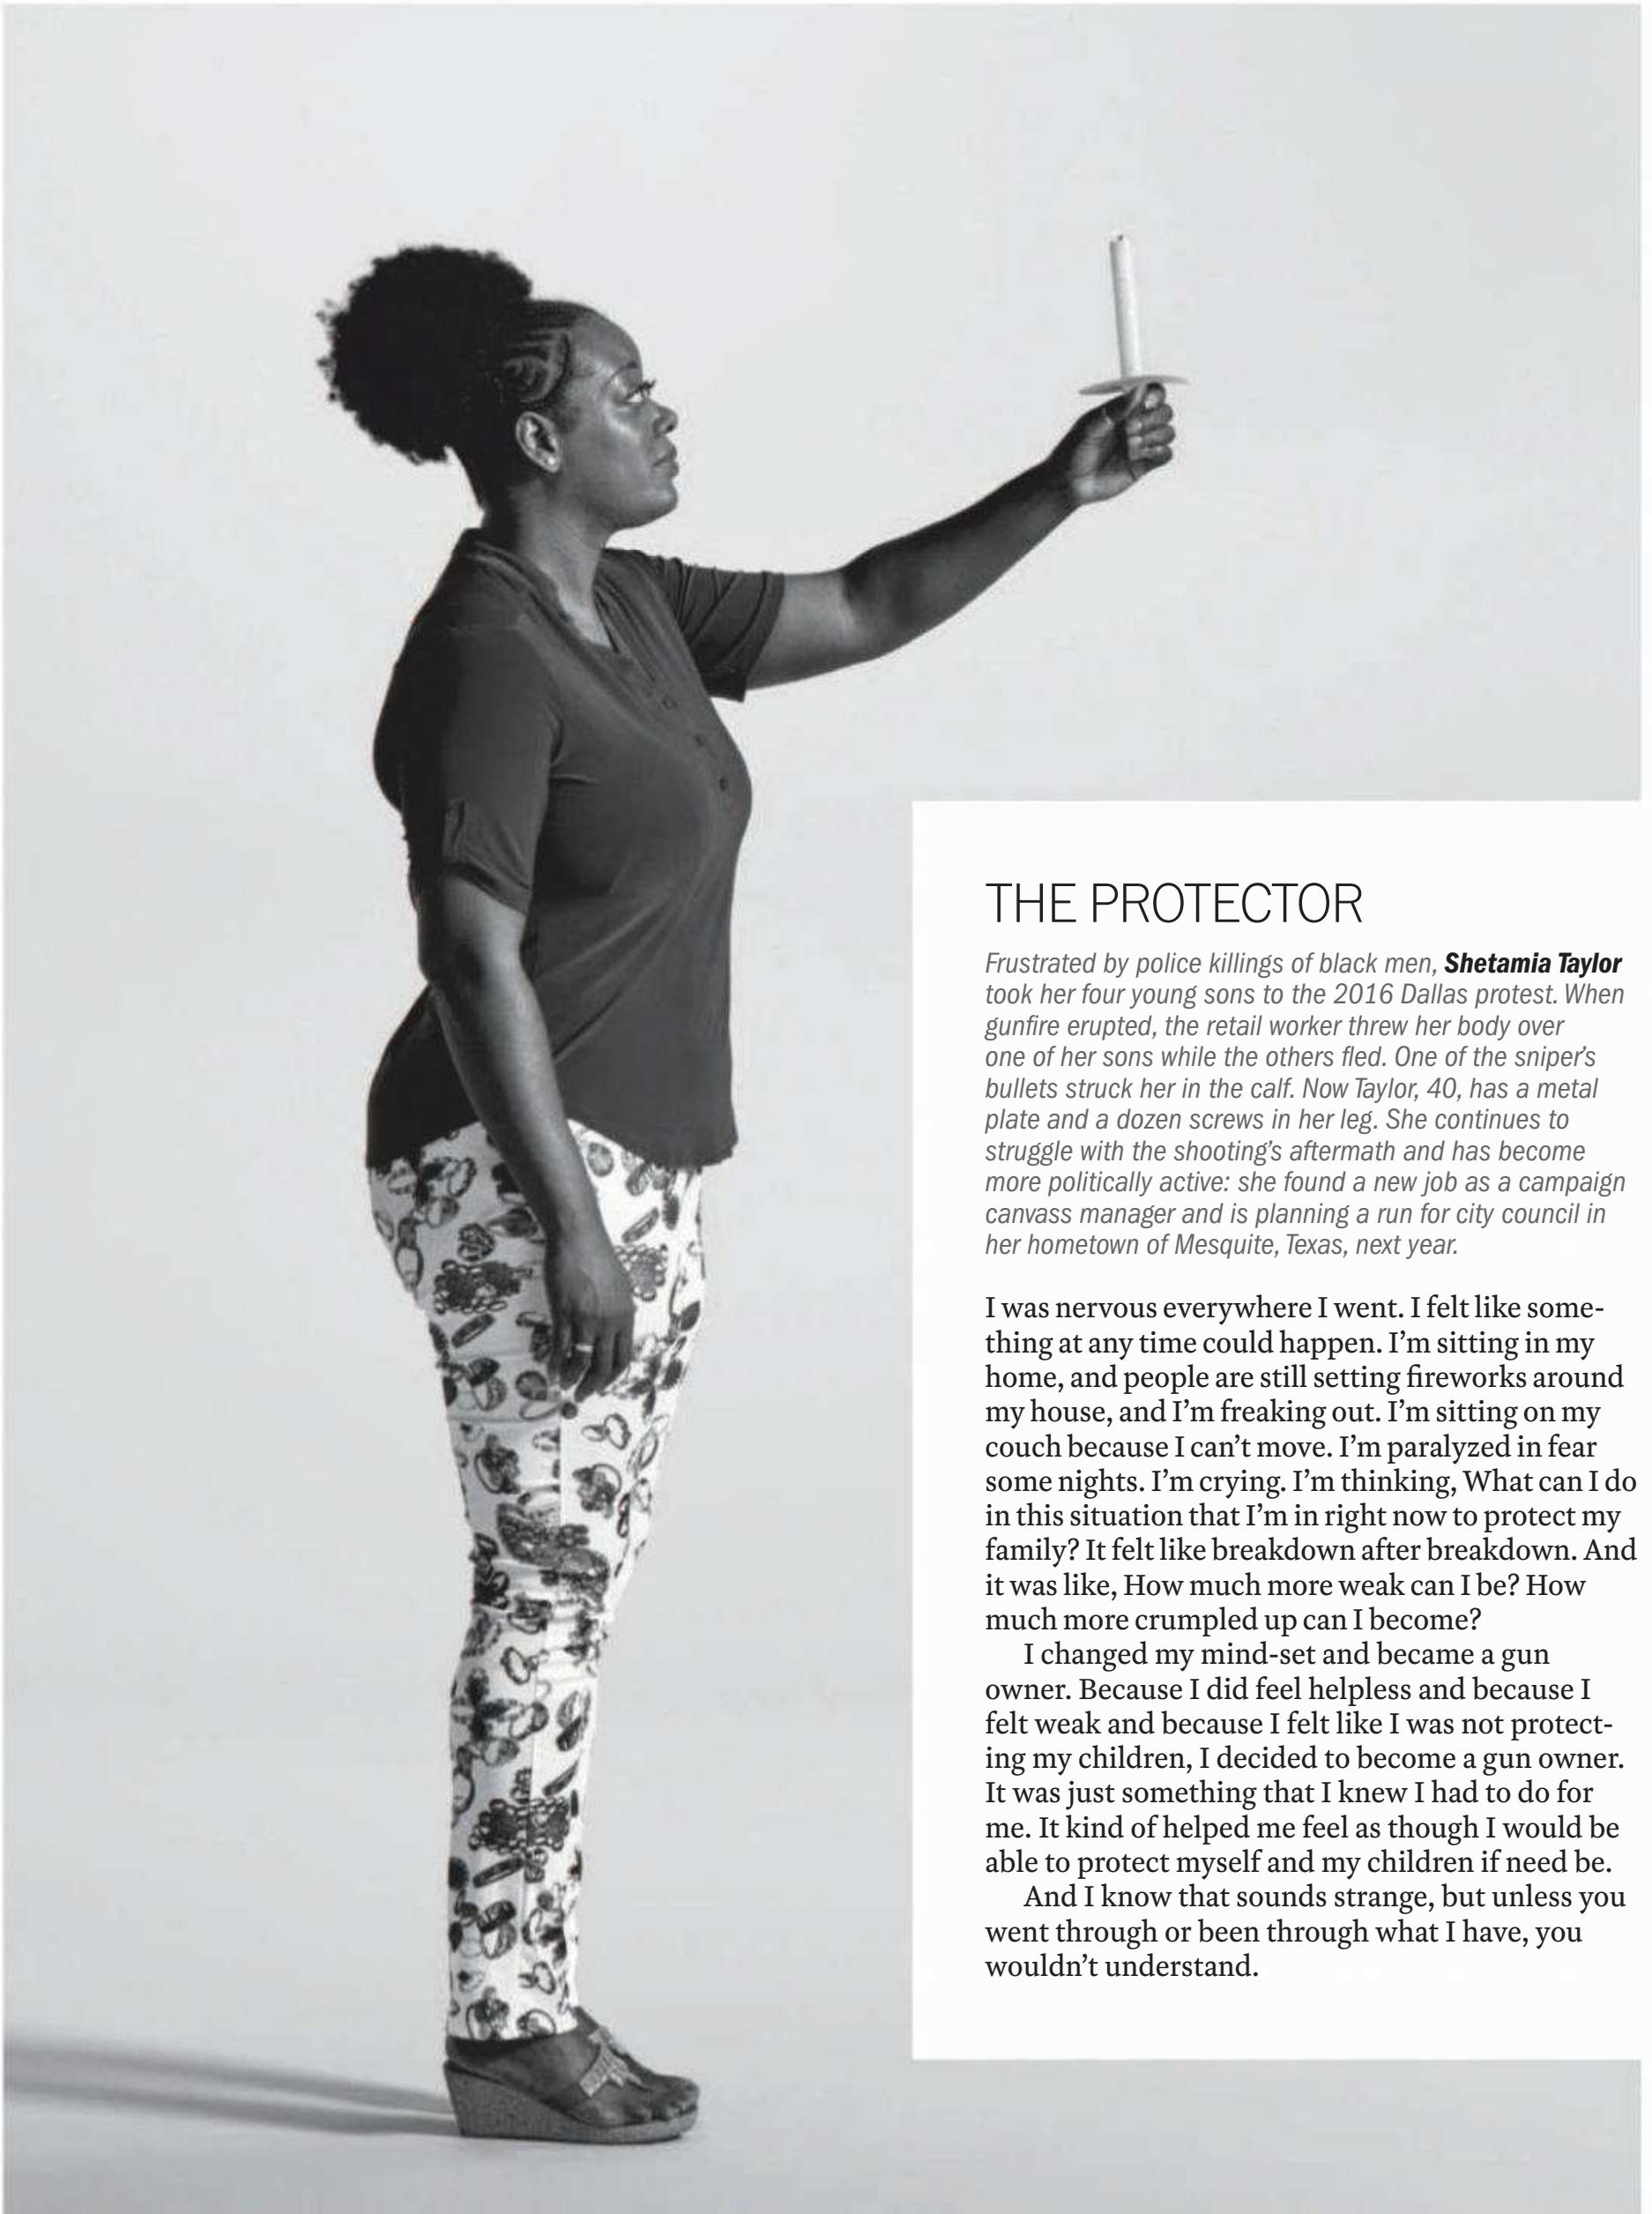 THE PROTECTOR
Frustrated by police killings of black men, Shetamia Taylor
took her four young sons to the 2016 Dallas protest. When
gunfire erupted, the retail worker threw her body over
one of her sons while the others fled. One of the sniper’s
bullets struck her in the calf. Now Taylor, 40, has a metal
plate and a dozen screws in her leg. She continues to
struggle with the shooting’s aftermath and has become
more politically active: she found a new job as a campaign
canvass manager and is planning a run for city council in
her hometown of Mesquite, Texas, next year.
I was nervous everywhere I went. I felt like some-
thing at any time could happen. I’m sitting in my
home, and people are still setting fireworks around
my house, and I’m freaking out. I’m sitting on my
couch because I can’t move. I’m paralyzed in fear
some nights. I’m crying. I’m thinking, What can I do
in this situation that I’m in right now to protect my
family? It felt like breakdown after breakdown. And
it was like, How much more weak can I be? How
much more crumpled up can I become?
I changed my mind-set and became a gun
owner. Because I did feel helpless and because I
felt weak and because I felt like I was not protect-
ing my children, I decided to become a gun owner.
It was just something that I knew I had to do for
me. It kind of helped me feel as though I would be
able to protect myself and my children if need be.
And I know that sounds strange, but unless you
went through or been through what I have, you
wouldn’t understand.